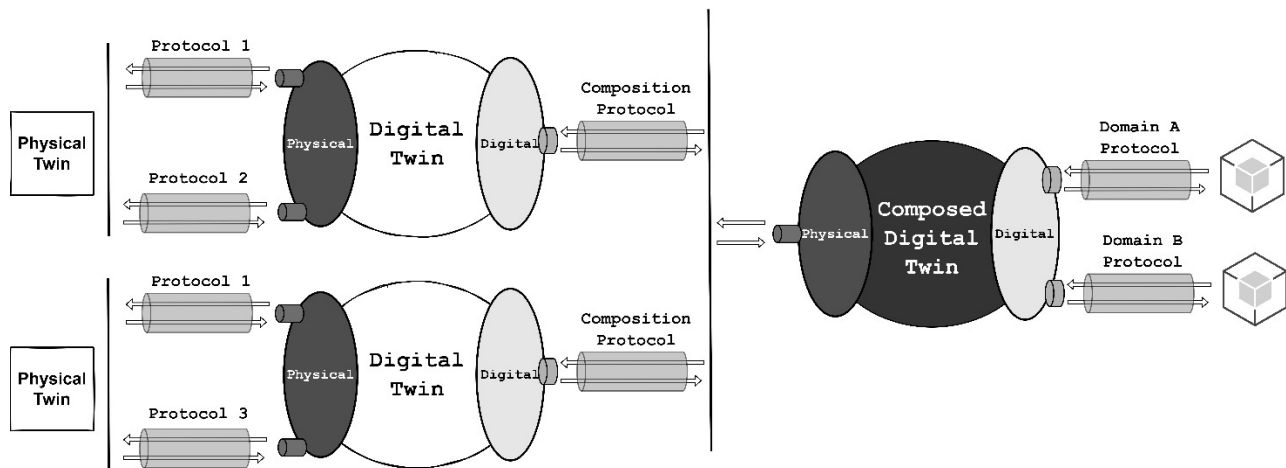 Physical
Twin
Protocol 1
Protocol 2
Physical
Digital
Twin
Digital
Composition
Protocol
Physical
Twin
Protocol 1
Protocol 3
Physical
Digital
Twin
Digital
Composition
Protocol
Physical
Composed
Digital
Twin
Digital
Domain A
Protocol
Domain B
Protocol